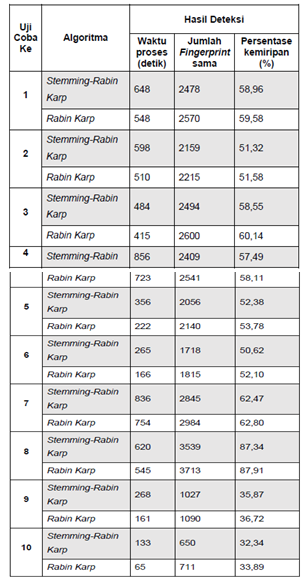 Uji Coba Ke | Algoritma | Hasil Deteksi
Waktu proses (detik) | Jumlah Fingerprint sama | Persentase kemiripan (%)
1 | Stemming-Rabin Karp | 648 | 2478 | 58,96
Rabin Karp | 548 | 2570 | 59,58
2 | Stemming-Rabin Karp | 598 | 2159 | 51,32
Rabin Karp | 510 | 2215 | 51,58
3 | Stemming-Rabin Karp | 484 | 2494 | 58,55
Rabin Karp | 415 | 2600 | 60,14
4 | Stemming-Rabin | 856 | 2409 | 57,49
Rabin Karp | 723 | 2541 | 58,11
5 | Stemming-Rabin Karp | 356 | 2056 | 52,38
Rabin Karp | 222 | 2140 | 53,78
6 | Stemming-Rabin Karp | 265 | 1718 | 50,62
Rabin Karp | 166 | 1815 | 52,10
7 | Stemming-Rabin Karp | 836 | 2845 | 62,47
Rabin Karp | 754 | 2984 | 62,80
8 | Stemming-Rabin Karp | 620 | 3539 | 87,34
Rabin Karp | 545 | 3713 | 87,91
9 | Stemming-Rabin Karp | 268 | 1027 | 35,87
Rabin Karp | 161 | 1090 | 36,72
10 | Stemming-Rabin Karp | 133 | 650 | 32,34
Rabin Karp | 65 | 711 | 33,89